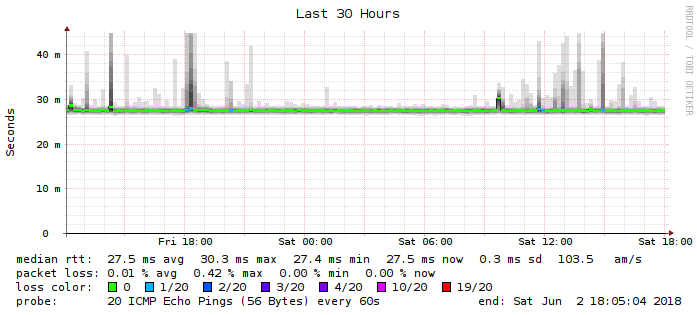 Last 30 Hours
RRDTOOL / TOBI OETIKER
Seconds
40 m
30 m
20 m
10 m
0
Fri 18:00 Sat 00:00 Sat 06:00 Sat 12:00 Sat 18:00
median rtt: 27.5 ms avg 30.3 ms max 27.4 ms min 27.5 ms now 0.3 ms sd 103.5 am/s
packet loss: 0.01 % avg 0.42 % max 0.00 % min 0.00 % now
loss color: 0 1/20 2/20 3/20 4/20 10/20 19/20
probe: 20 ICMP Echo Pings (56 Bytes) every 60s end: Sat Jun 2 18:05:04 2018